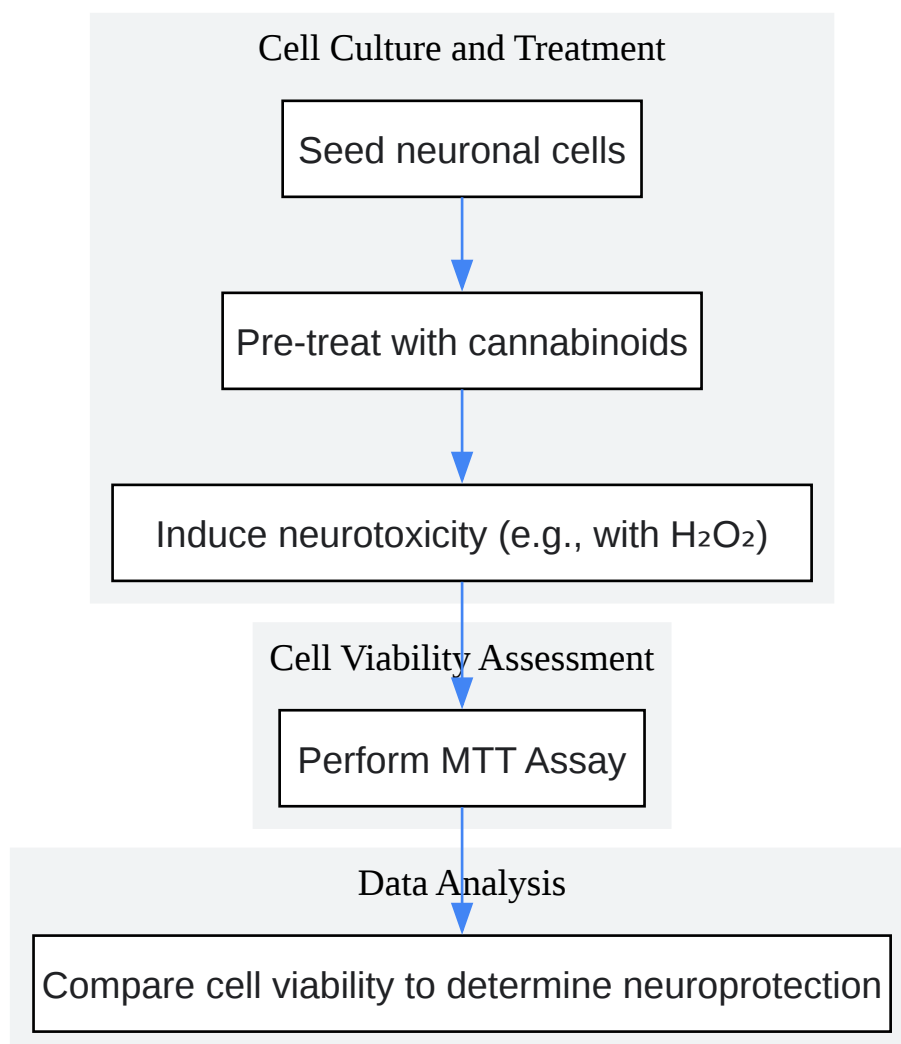 Cell Culture and Treatment
Seed neuronal cells
Pre-treat with cannabinoids
Induce neurotoxicity (e.g., with H₂O₂)
Cell Viability Assessment
Perform MTT Assay
Data Analysis
Compare cell viability to determine neuroprotection